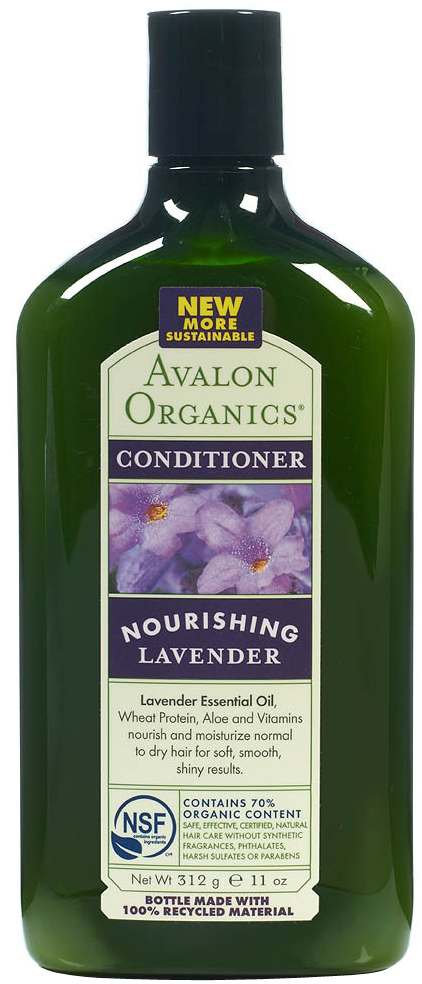 NEW
MORE
SUSTAINABLE
AVALON
ORGANICS®
CONDITIONER
NOURISHING
LAVENDER
Lavender Essential Oil,
Wheat Protein, Aloe and Vitamins
nourish and moisturize normal
to dry hair for soft, smooth,
shiny results.
NSF
contains organic
ingredients
CONTAINS 70%
ORGANIC CONTENT
SAFE, EFFECTIVE, CERTIFIED, NATURAL
HAIR CARE WITHOUT SYNTHETIC
FRAGRANCES, PHTHALATES,
HARSH SULFATES OR PARABENS
Net Wt 312 g ℮ 11 oz
BOTTLE MADE WITH
100% RECYCLED MATERIAL